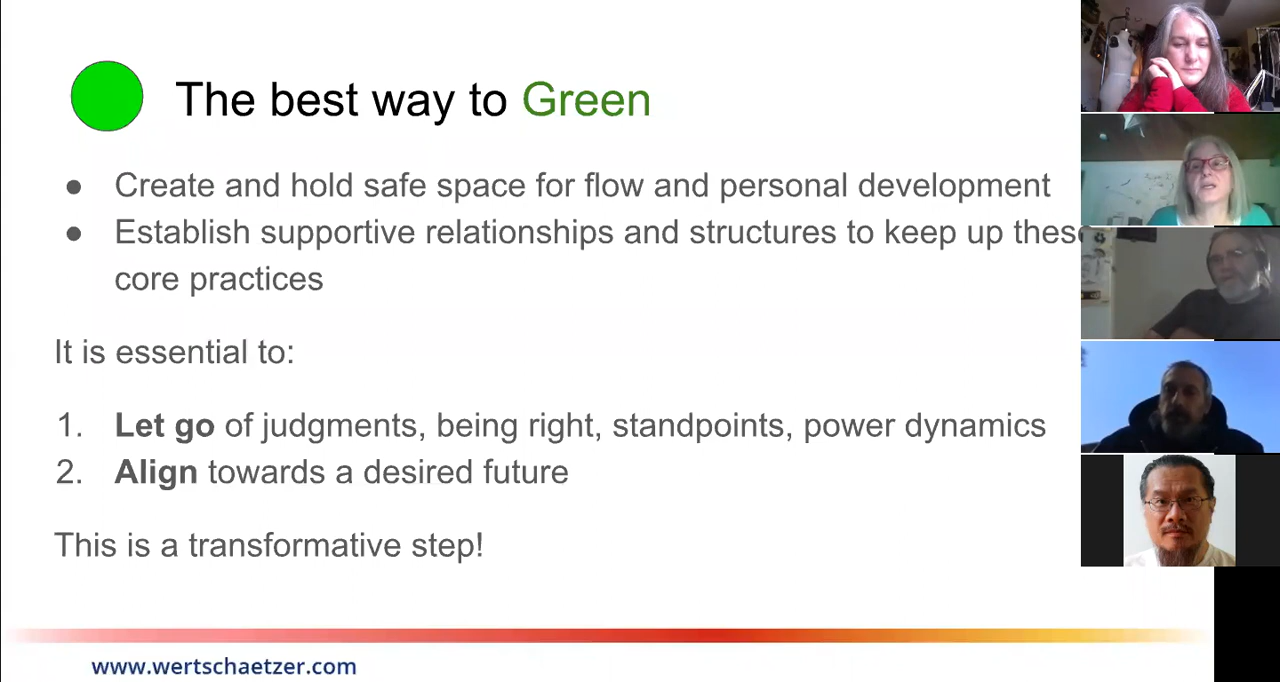 The best way to Green
● Create and hold safe space for flow and personal development
● Establish supportive relationships and structures to keep up these
core practices
It is essential to:
1. Let go of judgments, being right, standpoints, power dynamics
2. Align towards a desired future
This is a transformative step!
www.wertschaetzer.com